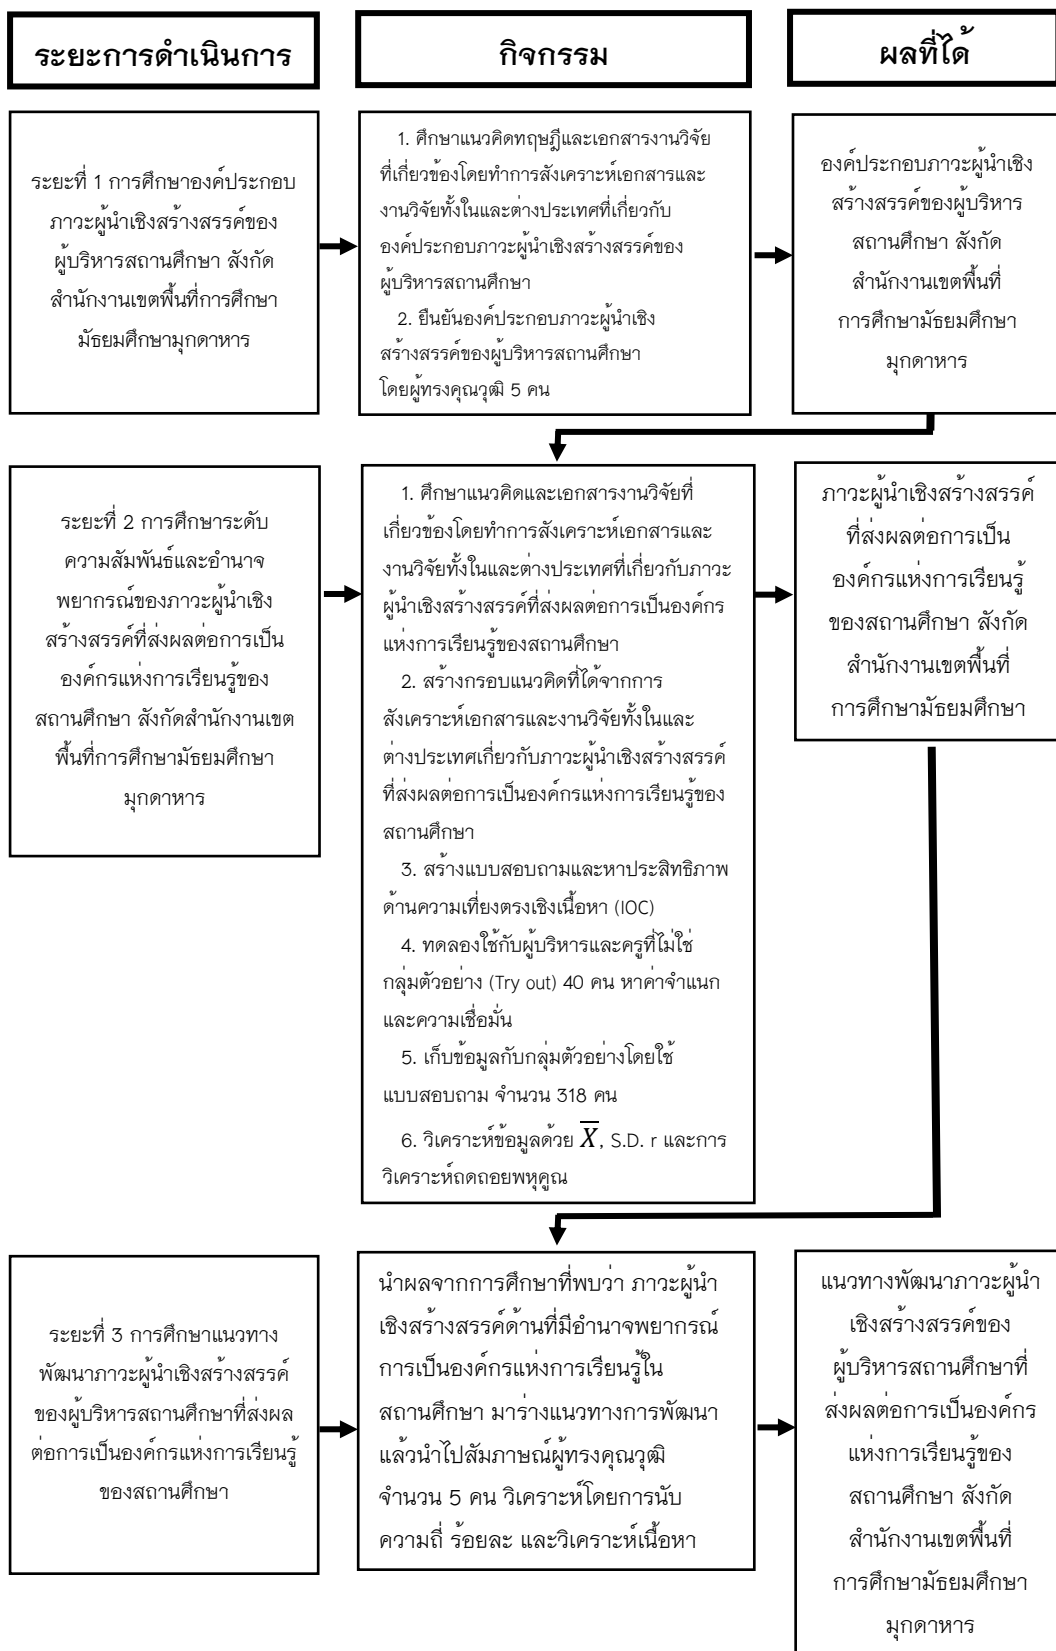 ระยะการดำเนินการ
กิจกรรม
ผลที่ได้
ระยะที่ 1 การศึกษาองค์ประกอบ
ภาวะผู้นำเชิงสร้างสรรค์ของ
ผู้บริหารสถานศึกษา สังกัด
สำนักงานเขตพื้นที่การศึกษา
มัธยมศึกษามุกดาหาร
1. ศึกษาแนวคิดทฤษฎีและเอกสารงานวิจัย
ที่เกี่ยวข้องโดยทำการสังเคราะห์เอกสารและ
งานวิจัยทั้งในและต่างประเทศที่เกี่ยวกับ
องค์ประกอบภาวะผู้นำเชิงสร้างสรรค์ของ
ผู้บริหารสถานศึกษา
2. ยืนยันองค์ประกอบภาวะผู้นำเชิง
สร้างสรรค์ของผู้บริหารสถานศึกษา
โดยผู้ทรงคุณวุฒิ 5 คน
องค์ประกอบภาวะผู้นำเชิง
สร้างสรรค์ของผู้บริหาร
สถานศึกษา สังกัด
สำนักงานเขตพื้นที่
การศึกษามัธยมศึกษา
มุกดาหาร
ระยะที่ 2 การศึกษาระดับ
ความสัมพันธ์และอำนาจ
พยากรณ์ของภาวะผู้นำเชิง
สร้างสรรค์ที่ส่งผลต่อการเป็น
องค์กรแห่งการเรียนรู้ของ
สถานศึกษา สังกัดสำนักงานเขต
พื้นที่การศึกษามัธยมศึกษา
มุกดาหาร
1. ศึกษาแนวคิดและเอกสารงานวิจัยที่
เกี่ยวข้องโดยทำการสังเคราะห์เอกสารและ
งานวิจัยทั้งในและต่างประเทศที่เกี่ยวกับภาวะ
ผู้นำเชิงสร้างสรรค์ที่ส่งผลต่อการเป็นองค์กร
แห่งการเรียนรู้ของสถานศึกษา
2. สร้างกรอบแนวคิดที่ได้จากการ
สังเคราะห์เอกสารและงานวิจัยทั้งในและ
ต่างประเทศเกี่ยวกับภาวะผู้นำเชิงสร้างสรรค์
ที่ส่งผลต่อการเป็นองค์กรแห่งการเรียนรู้ของ
สถานศึกษา
3. สร้างแบบสอบถามและหาประสิทธิภาพ
ด้านความเที่ยงตรงเชิงเนื้อหา (IOC)
4. ทดลองใช้กับผู้บริหารและครูที่ไม่ใช่
กลุ่มตัวอย่าง (Try out) 40 คน หาค่าจำแนก
และความเชื่อมั่น
5. เก็บข้อมูลกับกลุ่มตัวอย่างโดยใช้
แบบสอบถาม จำนวน 318 คน
6. วิเคราะห์ข้อมูลด้วย X̄, S.D. r และการ
วิเคราะห์ถดถอยพหุคูณ
ภาวะผู้นำเชิงสร้างสรรค์
ที่ส่งผลต่อการเป็น
องค์กรแห่งการเรียนรู้
ของสถานศึกษา สังกัด
สำนักงานเขตพื้นที่
การศึกษามัธยมศึกษา
ระยะที่ 3 การศึกษาแนวทาง
พัฒนาภาวะผู้นำเชิงสร้างสรรค์
ของผู้บริหารสถานศึกษาที่ส่งผล
ต่อการเป็นองค์กรแห่งการเรียนรู้
ของสถานศึกษา
นำผลจากการศึกษาที่พบว่า ภาวะผู้นำ
เชิงสร้างสรรค์ด้านที่มีอำนาจพยากรณ์
การเป็นองค์กรแห่งการเรียนรู้ใน
สถานศึกษา มาร่างแนวทางการพัฒนา
แล้วนำไปสัมภาษณ์ผู้ทรงคุณวุฒิ
จำนวน 5 คน วิเคราะห์โดยการนับ
ความถี่ ร้อยละ และวิเคราะห์เนื้อหา
แนวทางพัฒนาภาวะผู้นำ
เชิงสร้างสรรค์ของ
ผู้บริหารสถานศึกษาที่
ส่งผลต่อการเป็นองค์กร
แห่งการเรียนรู้ของ
สถานศึกษา สังกัด
สำนักงานเขตพื้นที่
การศึกษามัธยมศึกษา
มุกดาหาร